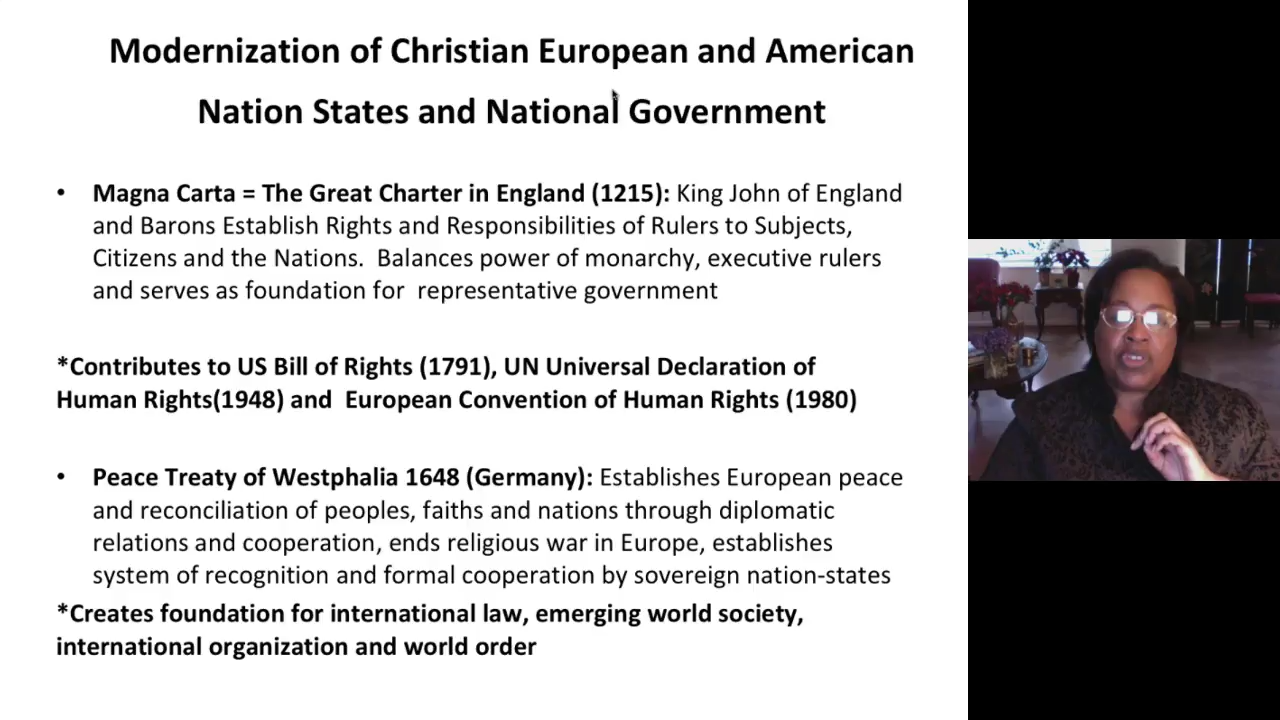 Modernization of Christian European and American
Nation States and National Government
• Magna Carta = The Great Charter in England (1215): King John of England
and Barons Establish Rights and Responsibilities of Rulers to Subjects,
Citizens and the Nations.  Balances power of monarchy, executive rulers
and serves as foundation for  representative government
*Contributes to US Bill of Rights (1791), UN Universal Declaration of
Human Rights(1948) and  European Convention of Human Rights (1980)
• Peace Treaty of Westphalia 1648 (Germany): Establishes European peace
and reconciliation of peoples, faiths and nations through diplomatic
relations and cooperation, ends religious war in Europe, establishes
system of recognition and formal cooperation by sovereign nation-states
*Creates foundation for international law, emerging world society,
international organization and world order